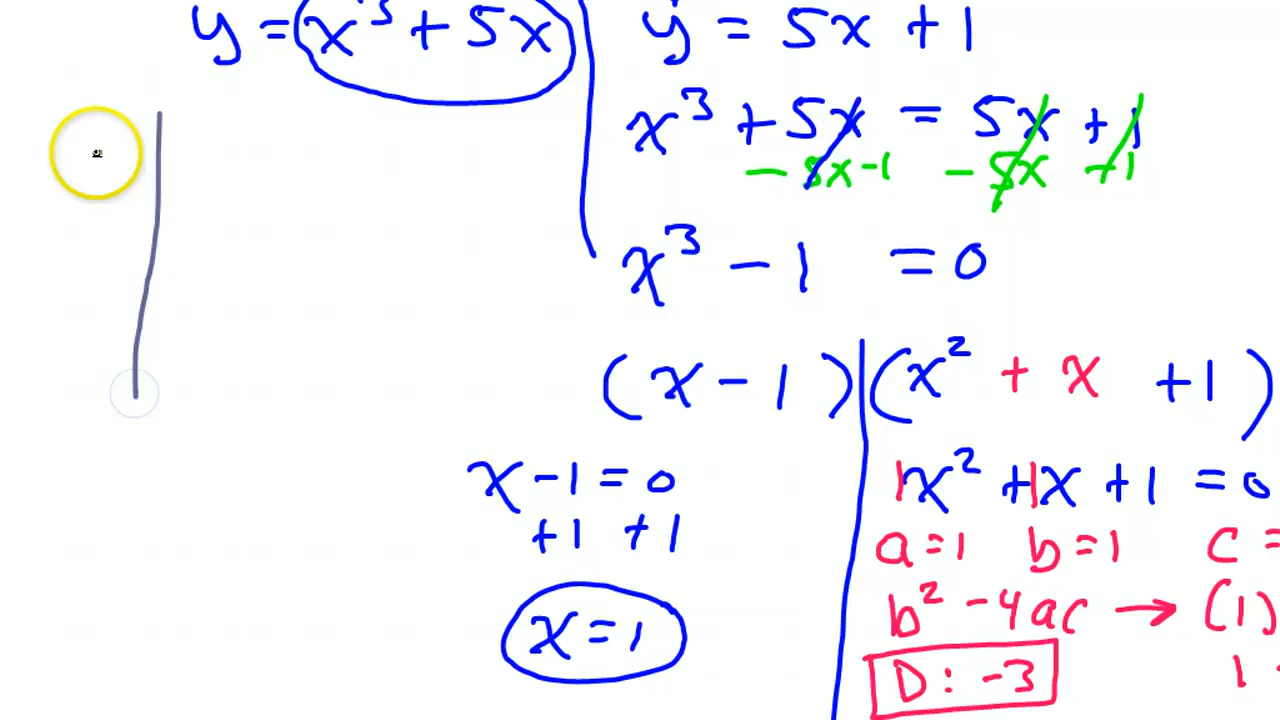 y = x³ + 5x
y = 5x + 1
x³ + 5x = 5x + 1
- 5x - 1 - 5x + 1
x³ - 1 = 0
(x - 1)(x² + x + 1)
x - 1 = 0
+1 +1
x = 1
1x² + 1x + 1 = 0
a = 1 b = 1 c =
b² - 4ac → (1)
D: -3
1